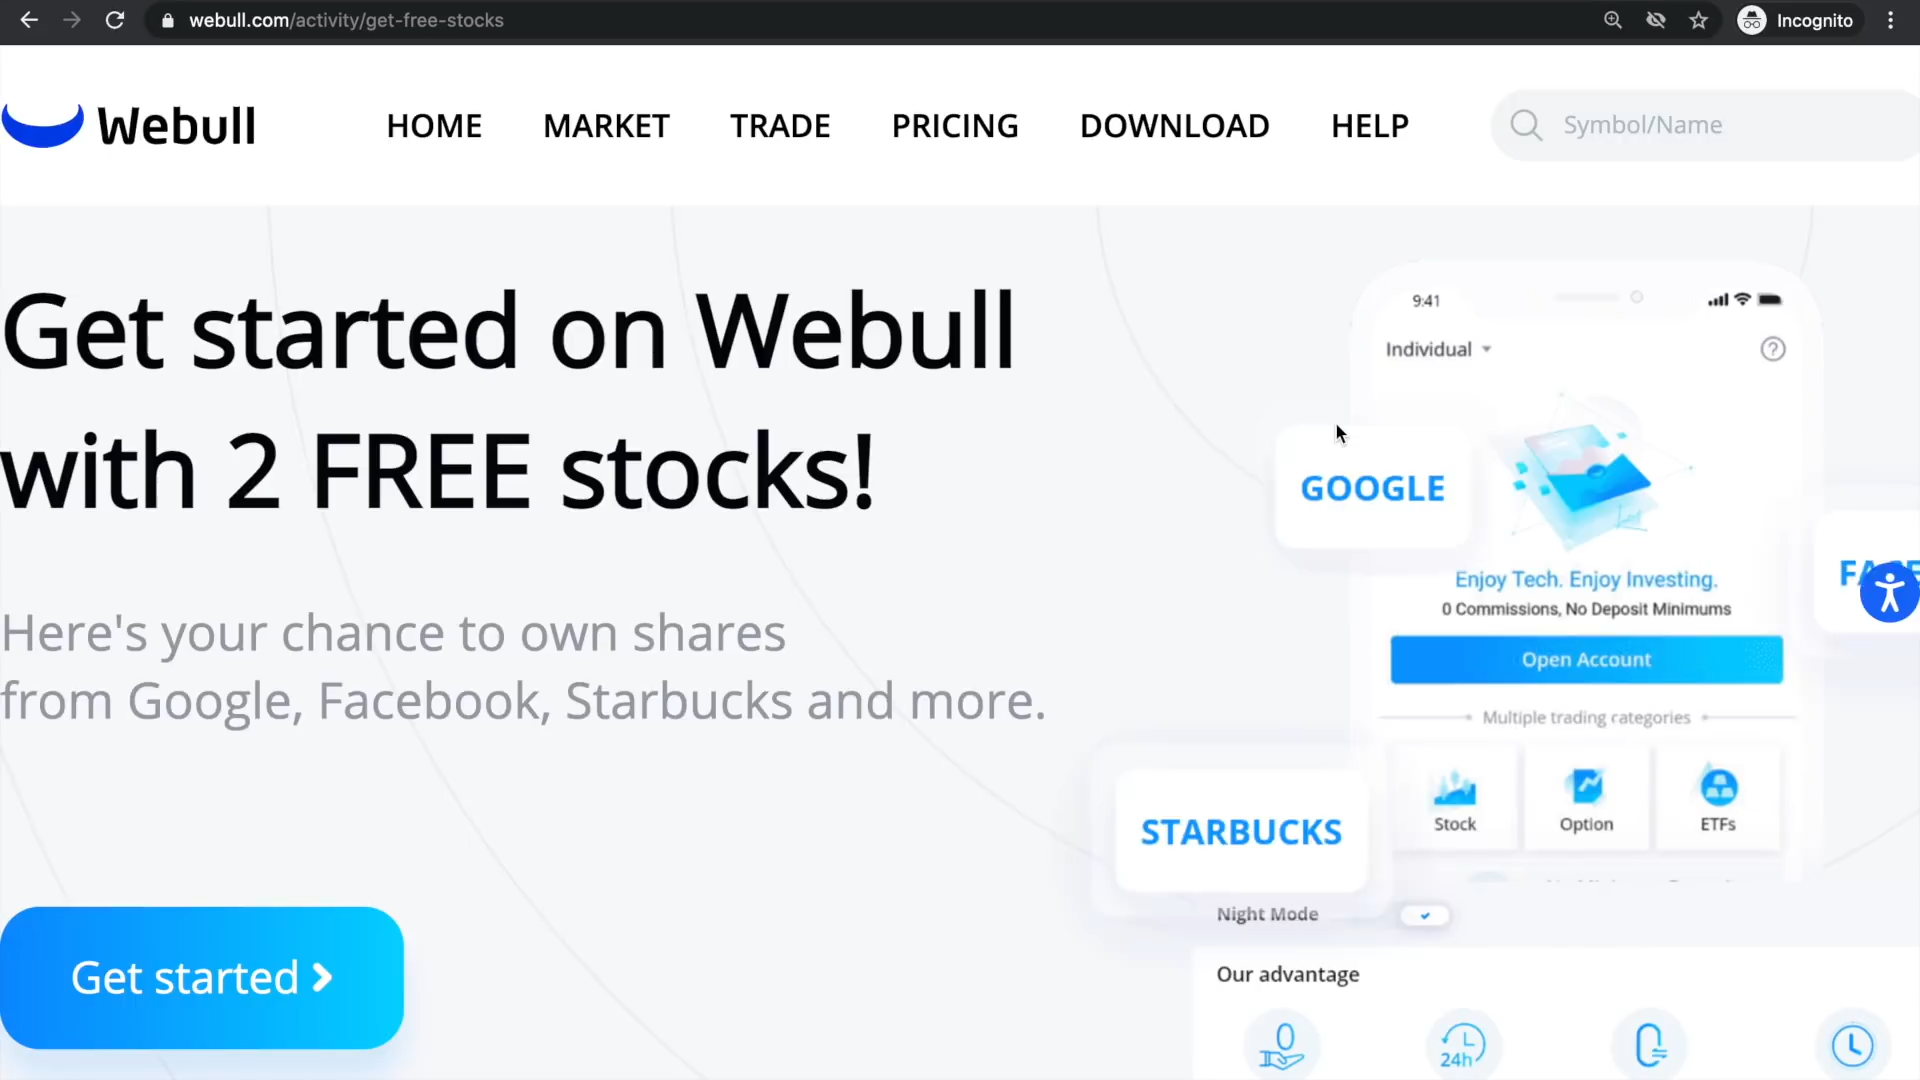 webull.com/activity/get-free-stocks
Incognito
Webull
HOME
MARKET
TRADE
PRICING
DOWNLOAD
HELP
Symbol/Name
Get started on Webull
with 2 FREE stocks!
Here's your chance to own shares
from Google, Facebook, Starbucks and more.
Get started
9:41
Individual
GOOGLE
Enjoy Tech. Enjoy Investing.
0 Commissions, No Deposit Minimums
Open Account
Multiple trading categories
Stock
Option
ETFs
STARBUCKS
Night Mode
Our advantage
0
24h